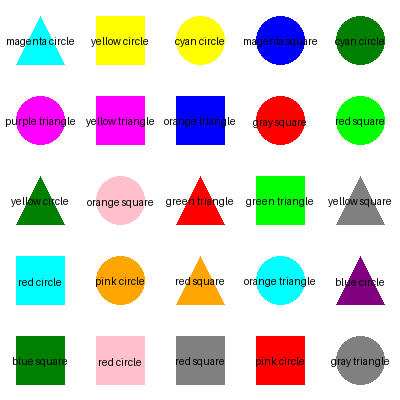 magenta circle yellow circle cyan circle magenta square cyan circle
purple triangle yellow triangle orange triangle gray square red square
yellow circle orange square green triangle green triangle yellow square
red circle pink circle red square orange triangle blue circle
blue square red circle red square pink circle gray triangle